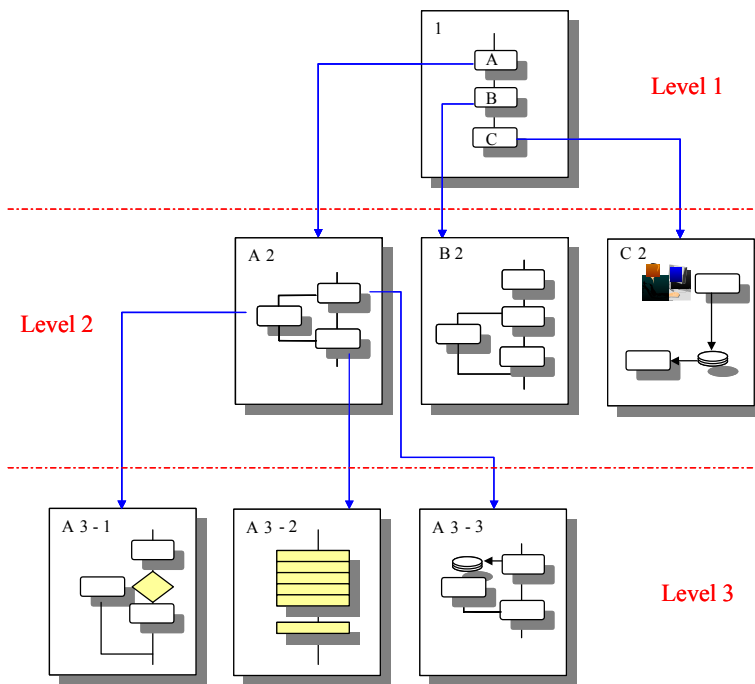 1
A
B
C
Level 1
A 2
B 2
C 2
Level 2
A 3 - 1
A 3 - 2
A 3 - 3
Level 3